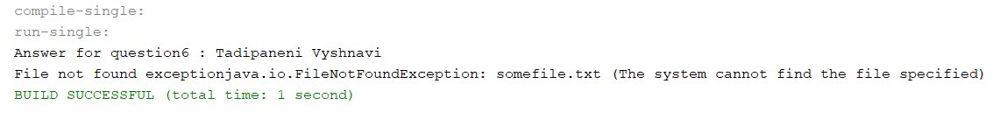 compile-single:
run-single:
Answer for question6 : Tadipaneni Vyshnavi
File not found exceptionjava.io.FileNotFoundException: somefile.txt (The system cannot find the file specified)
BUILD SUCCESSFUL (total time: 1 second)